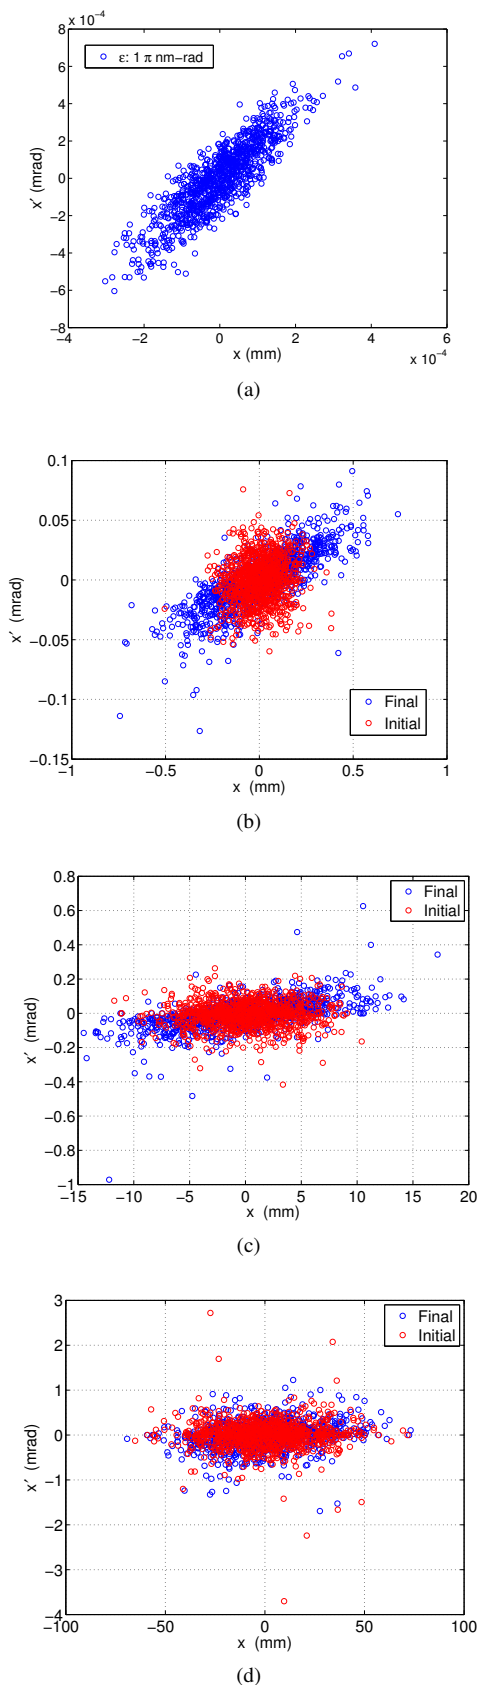 x 10⁻⁴
8
ε: 1 π nm−rad
6
4
2
0
−2
−4
−6
−8
x′ (mrad)
−4 −2 0 2 4 6
x (mm)
x 10⁻⁴
(a)
0.1
0.05
0
−0.05
−0.1
−0.15
x′ (mrad)
Final
Initial
−1 −0.5 0 0.5 1
x (mm)
(b)
0.8
0.6
0.4
0.2
0
−0.2
−0.4
−0.6
−0.8
−1
x′ (mrad)
Final
Initial
−15 −10 −5 0 5 10 15 20
x (mm)
(c)
3
2
1
0
−1
−2
−3
−4
x′ (mrad)
Final
Initial
−100 −50 0 50 100
x (mm)
(d)